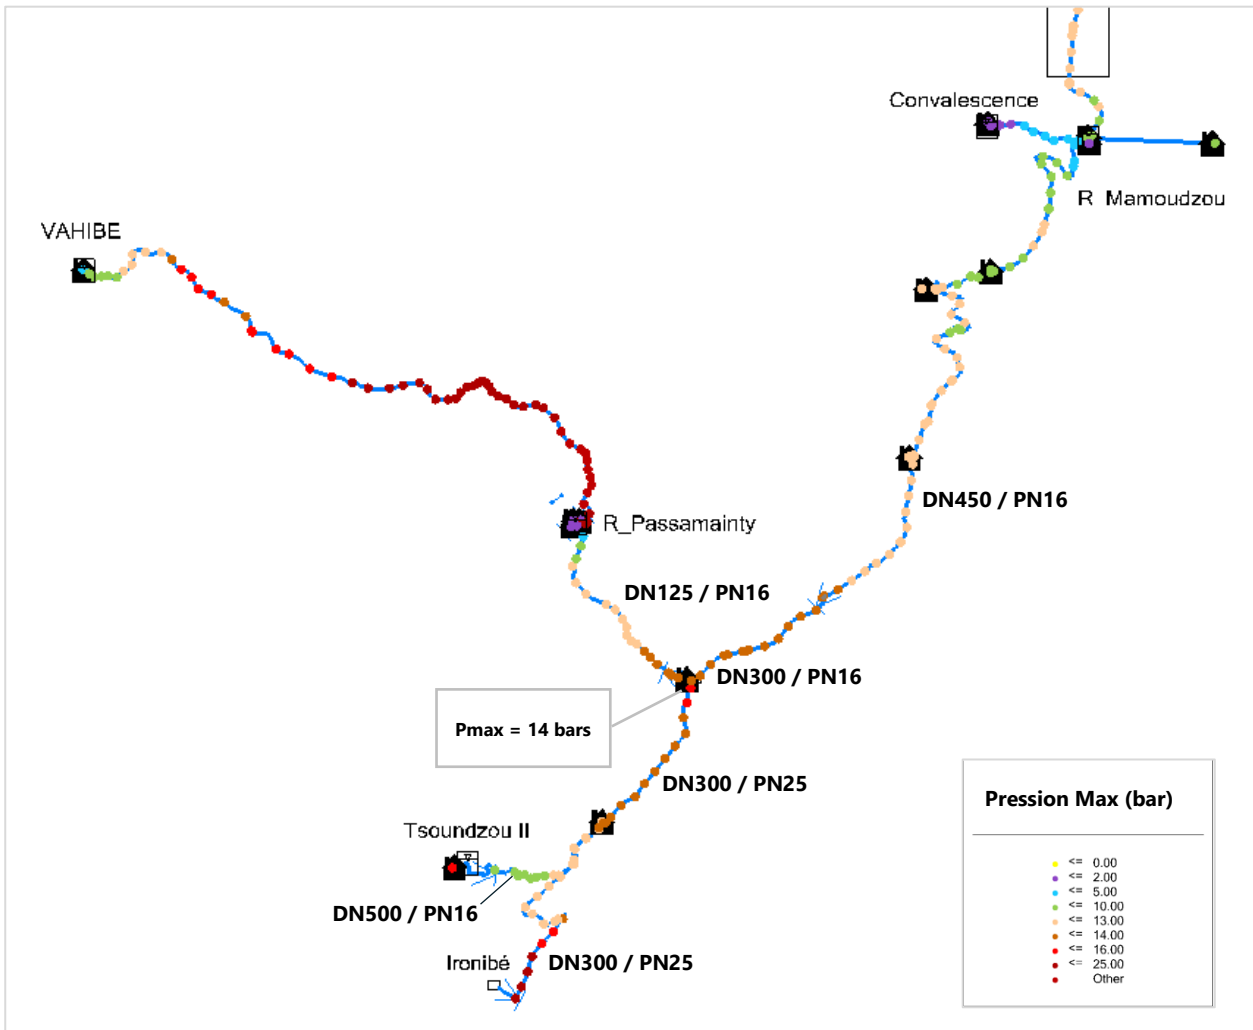 Convalescence
R_Mamoudzou
VAHIBE
DN450 / PN16
R_Passamainty
DN125 / PN16
DN300 / PN16
Pmax = 14 bars
DN300 / PN25
Tsoundzou II
DN500 / PN16
Ironibé
DN300 / PN25
Pression Max (bar)
<= 0.00
<= 2.00
<= 5.00
<= 10.00
<= 13.00
<= 14.00
<= 16.00
<= 25.00
Other